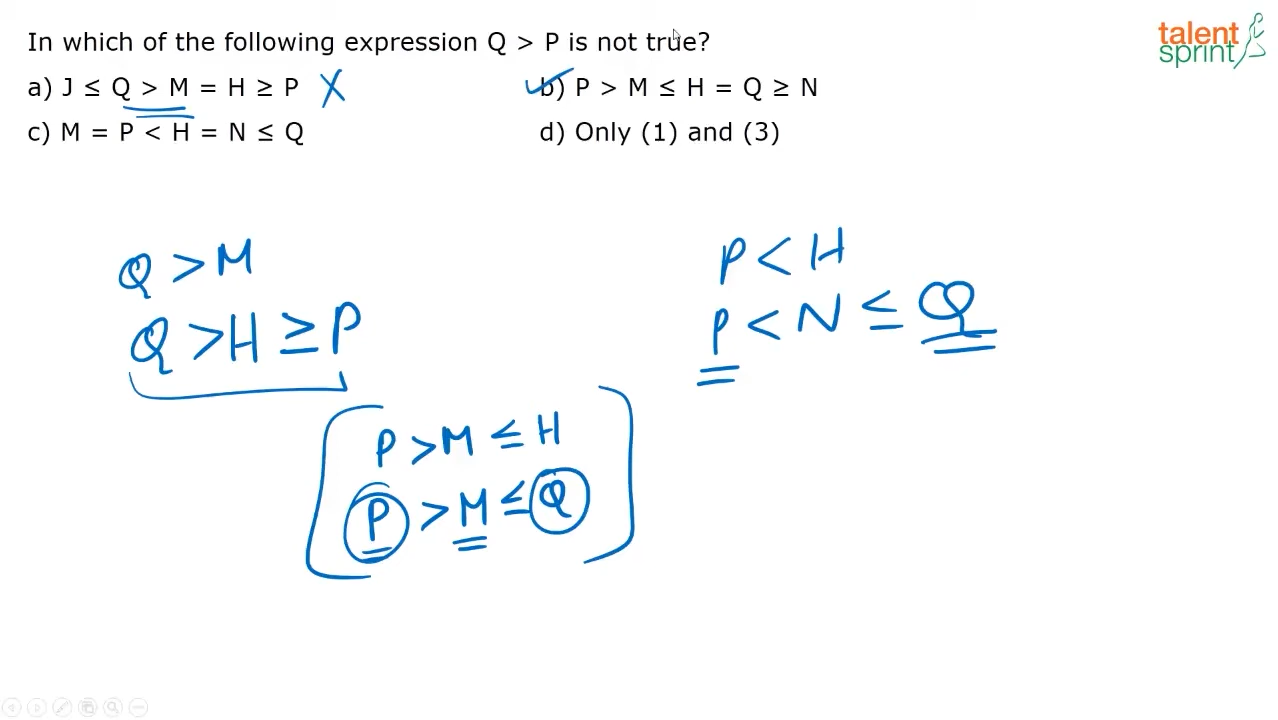 In which of the following expression Q > P is not true?
a) J ≤ Q > M = H ≥ P X
b) P > M ≤ H = Q ≥ N
c) M = P < H = N ≤ Q
d) Only (1) and (3)
talent
sprint
Q > M
Q > H ≥ P
P < H
P < N ≤ Q
P > M ≤ H
P > M ≤ Q